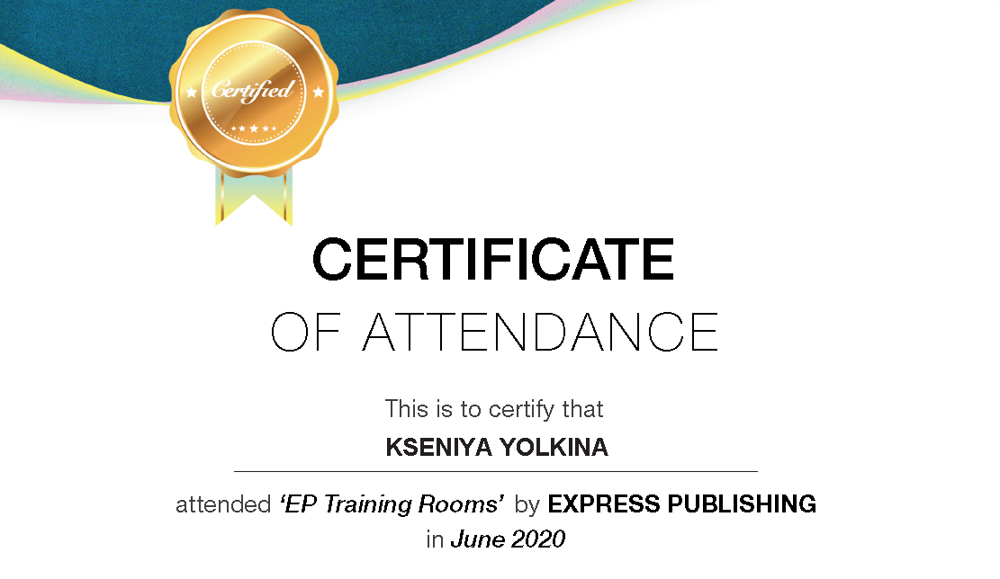 Certified
CERTIFICATE
OF ATTENDANCE
This is to certify that
KSENIYA YOLKINA
attended ‘EP Training Rooms’ by EXPRESS PUBLISHING
in June 2020